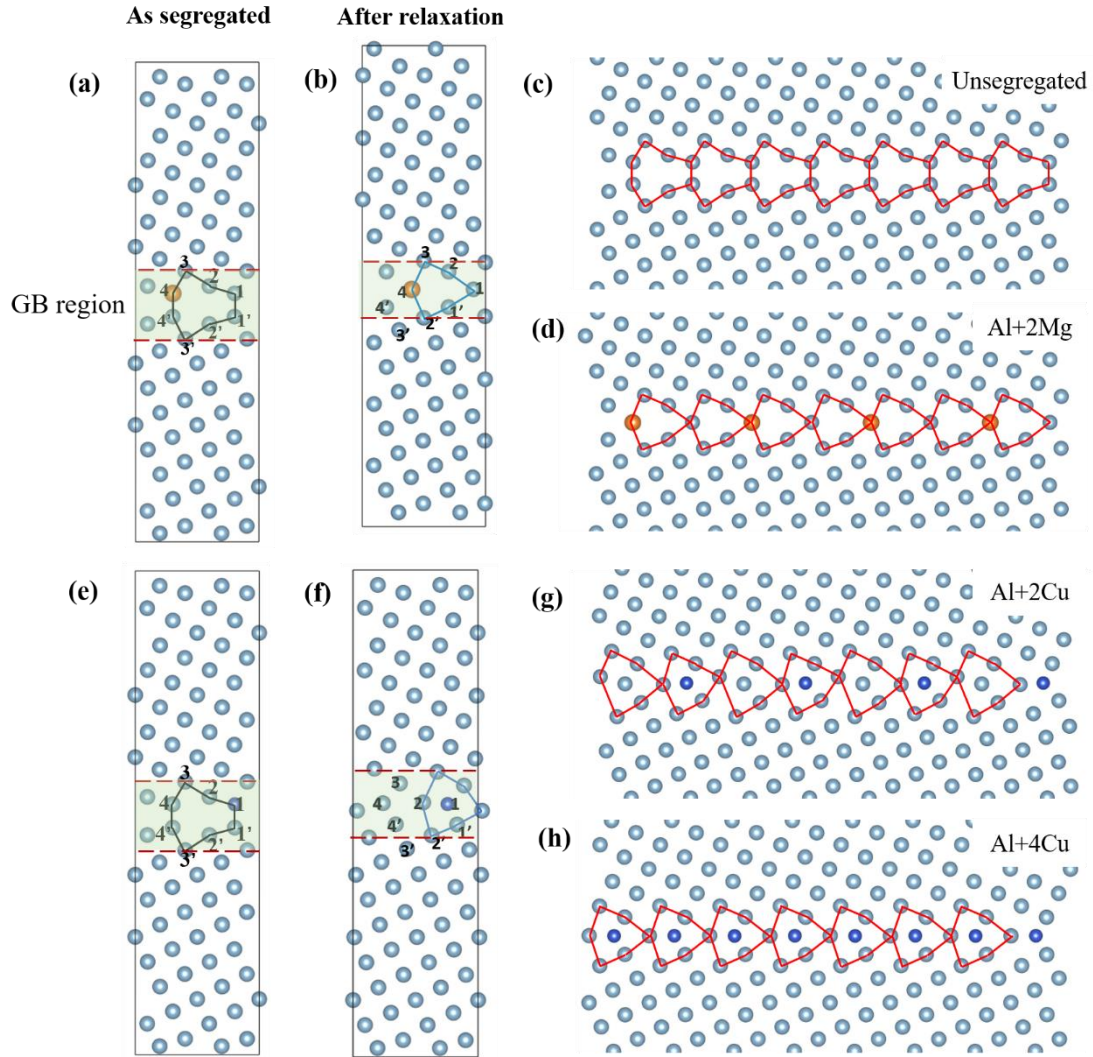 As segregated
After relaxation
(a)
(b)
(c)
Unsegregated
3
2
4
1
4'
1'
2'
3'
3
2
4
1
4'
1'
2'
3'
GB region
(d)
Al+2Mg
(e)
(f)
(g)
Al+2Cu
3
2
4
1
4'
1'
2'
3'
3
4
2
1
4'
1'
2'
3'
(h)
Al+4Cu